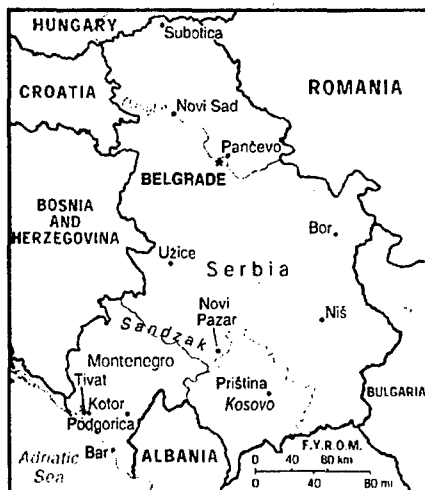 HUNGARY
Subotica
CROATIA
ROMANIA
Novi Sad
Pančevo
BELGRADE
BOSNIA
AND
HERZEGOVINA
Bor
Užice
Serbia
Novi
Pazar
Niš
Sandzak
Montenegro
Tivat
Kotor
Podgorica
Priština
Kosovo
BULGARIA
Bar
Adriatic
Sea
ALBANIA
F.Y.R.O.M.
0 40 80 km
0 40 80 mi